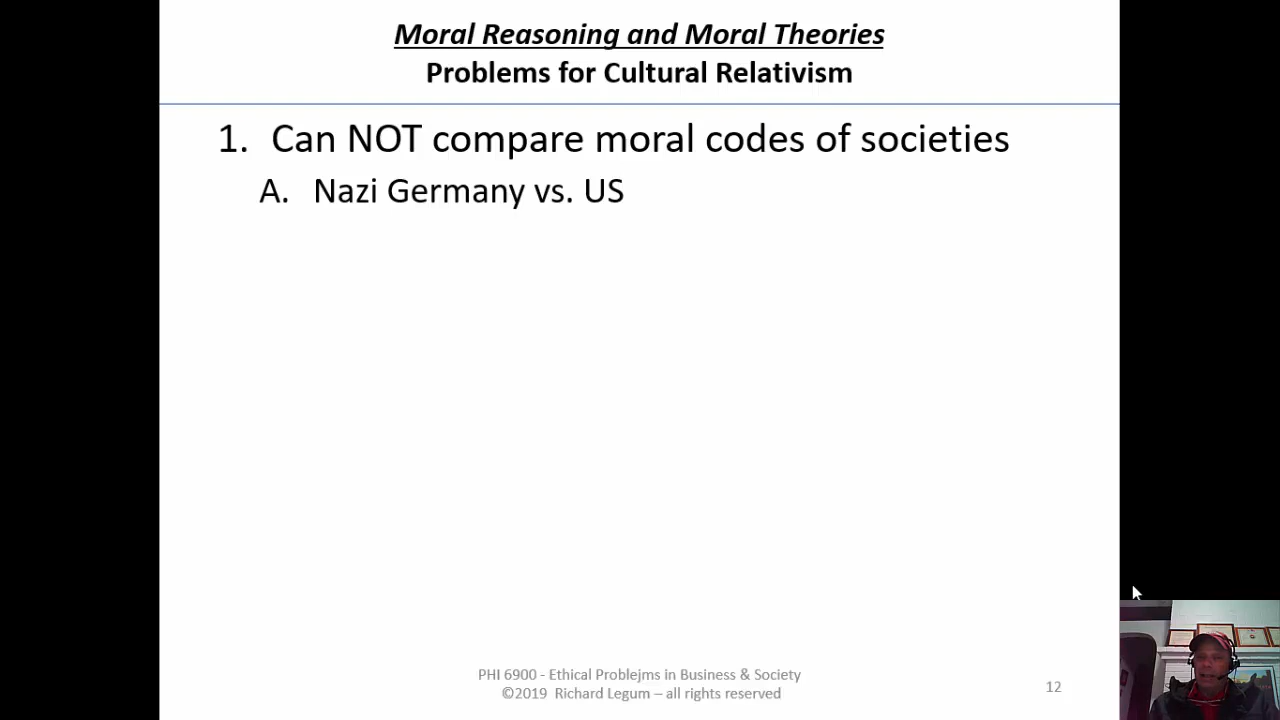 Moral Reasoning and Moral Theories
Problems for Cultural Relativism
1. Can NOT compare moral codes of societies
A. Nazi Germany vs. US
PHI 6900 - Ethical Problejms in Business & Society
©2019 Richard Legum – all rights reserved
12